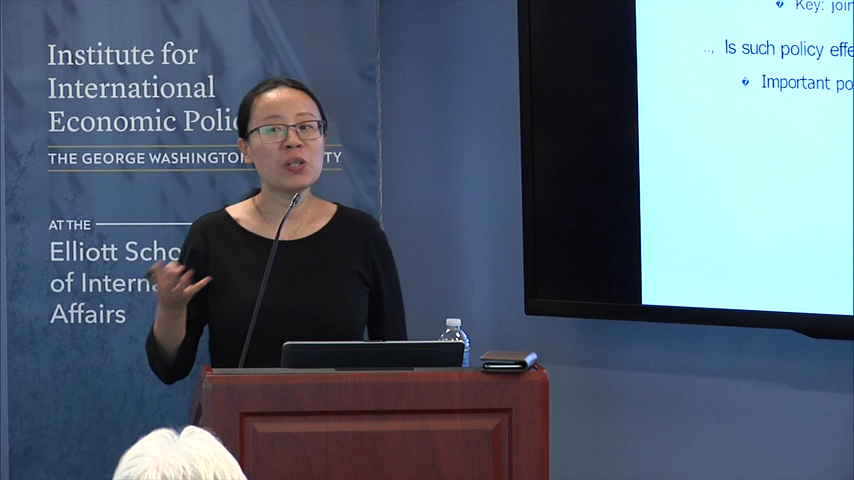 Institute for
International
Economic Polic
THE GEORGE WASHINGTON
TY
AT THE
Elliott Scho
of Interna
Affairs
Key: join
Is such policy effe
Important po